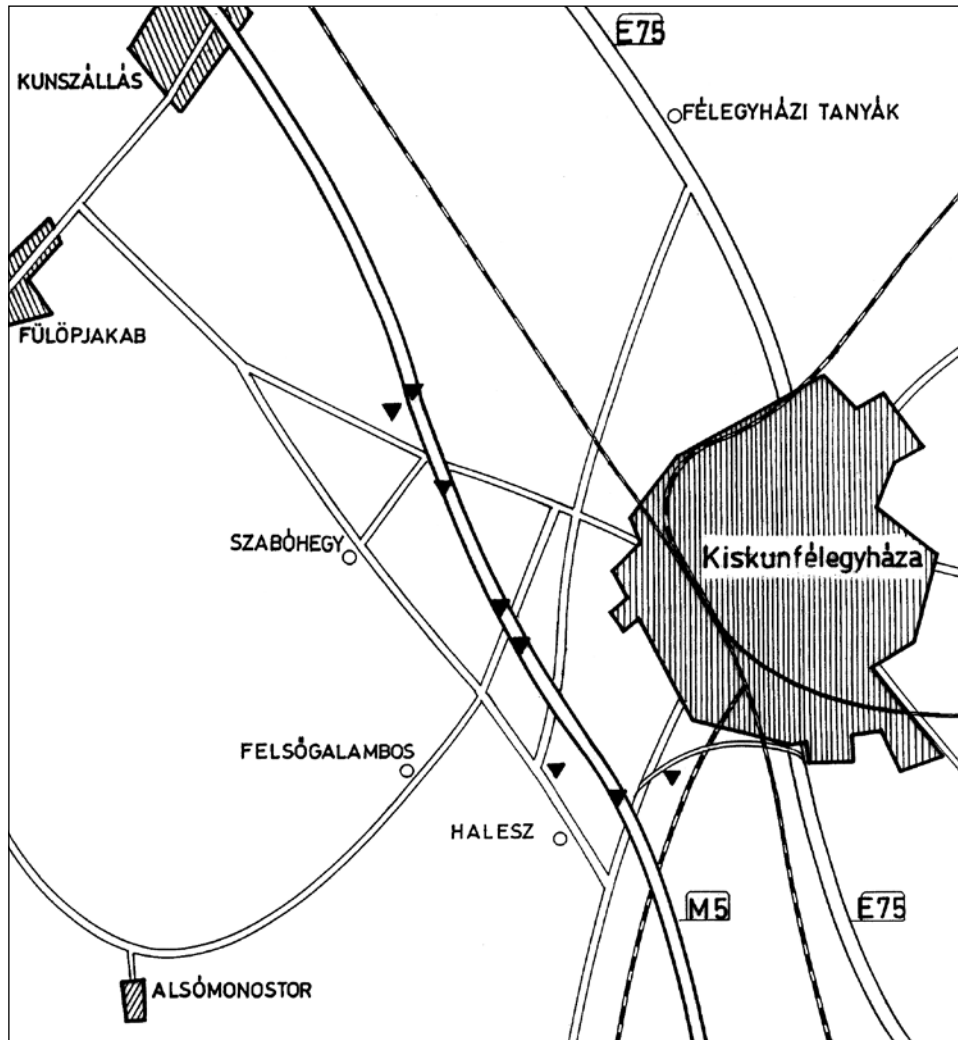 E75
KUNSZÁLLÁS
FÉLEGYHÁZI TANYÁK
FÜLÖPJAKAB
SZABÓHEGY
Kiskunfélegyháza
FELSŐGALAMBOS
HALESZ
M5
E75
ALSÓMONOSTOR